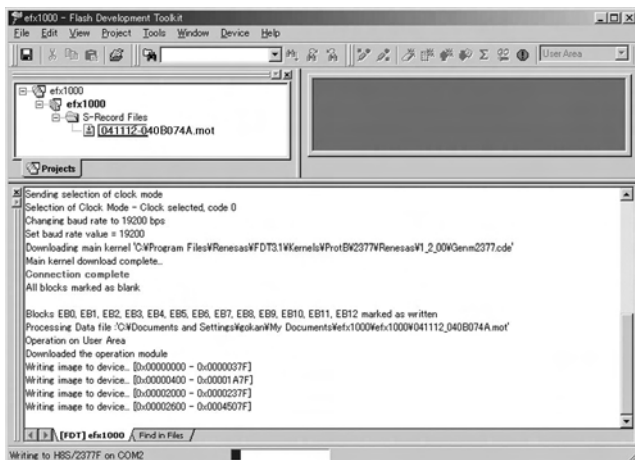 efx1000 - Flash Development Toolkit
File Edit View Project Tools Window Device Help
User Area
efx1000
efx1000
S-Record Files
041112_040B074A.mot
Projects
Sending selection of clock mode
Selection of Clock Mode - Clock selected, code 0
Changing baud rate to 19200 bps
Set baud rate value = 19200
Downloading main kernel 'C:¥Program Files¥Renesas¥FDT3.1¥Kernels¥ProtB¥2377¥Renesas¥1_2_00¥Genm2377.cde'
Main kernel download complete...
Connection complete
All blocks marked as blank
Blocks EB0, EB1, EB2, EB3, EB4, EB5, EB6, EB7, EB8, EB9, EB10, EB11, EB12 marked as written
Processing Data file :'C:¥Documents and Settings¥gokan¥My Documents¥efx1000¥efx1000¥041112_040B074A.mot'
Operation on User Area
Downloaded the operation module
Writing image to device... [0x00000000 - 0x0000037F]
Writing image to device... [0x00000400 - 0x00001A7F]
Writing image to device... [0x00002000 - 0x0000237F]
Writing image to device... [0x00002600 - 0x0004507F]
[FDT] efx1000 Find in Files
Writing to H8S/2377F on COM2